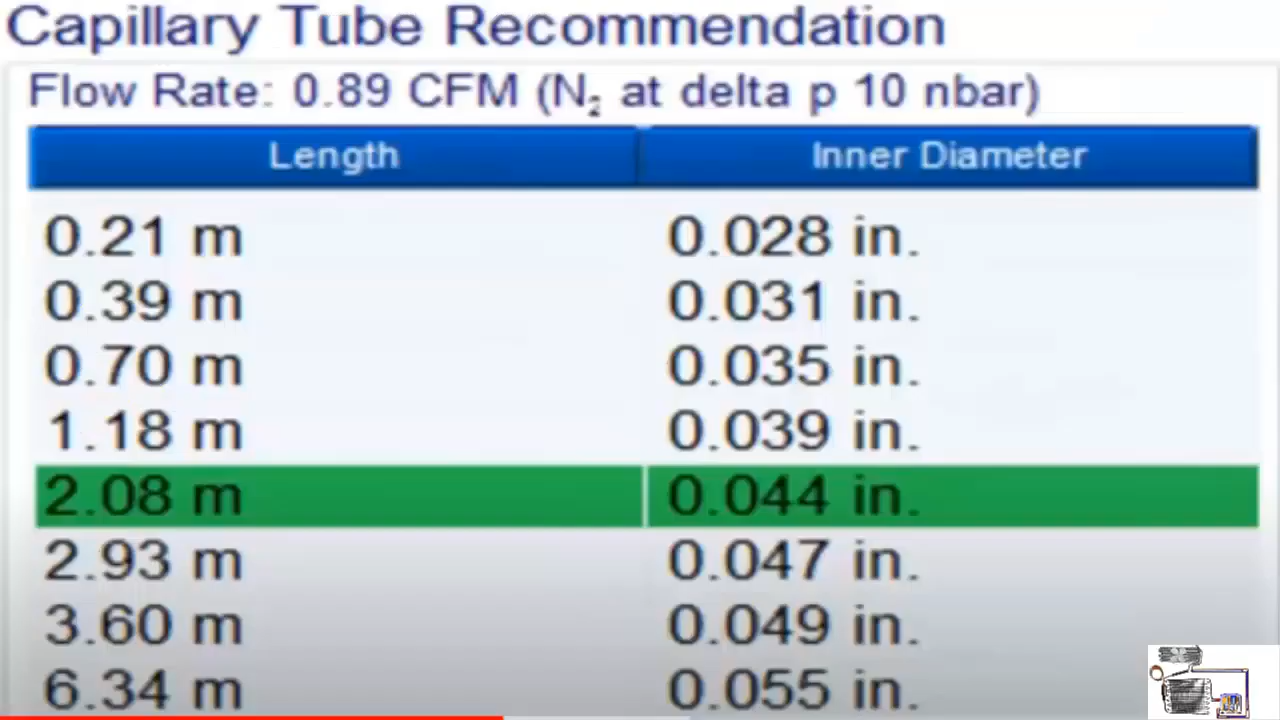 Capillary Tube Recommendation
Flow Rate: 0.89 CFM (N₂ at delta p 10 nbar)
Length Inner Diameter
0.21 m 0.028 in.
0.39 m 0.031 in.
0.70 m 0.035 in.
1.18 m 0.039 in.
2.08 m 0.044 in.
2.93 m 0.047 in.
3.60 m 0.049 in.
6.34 m 0.055 in.